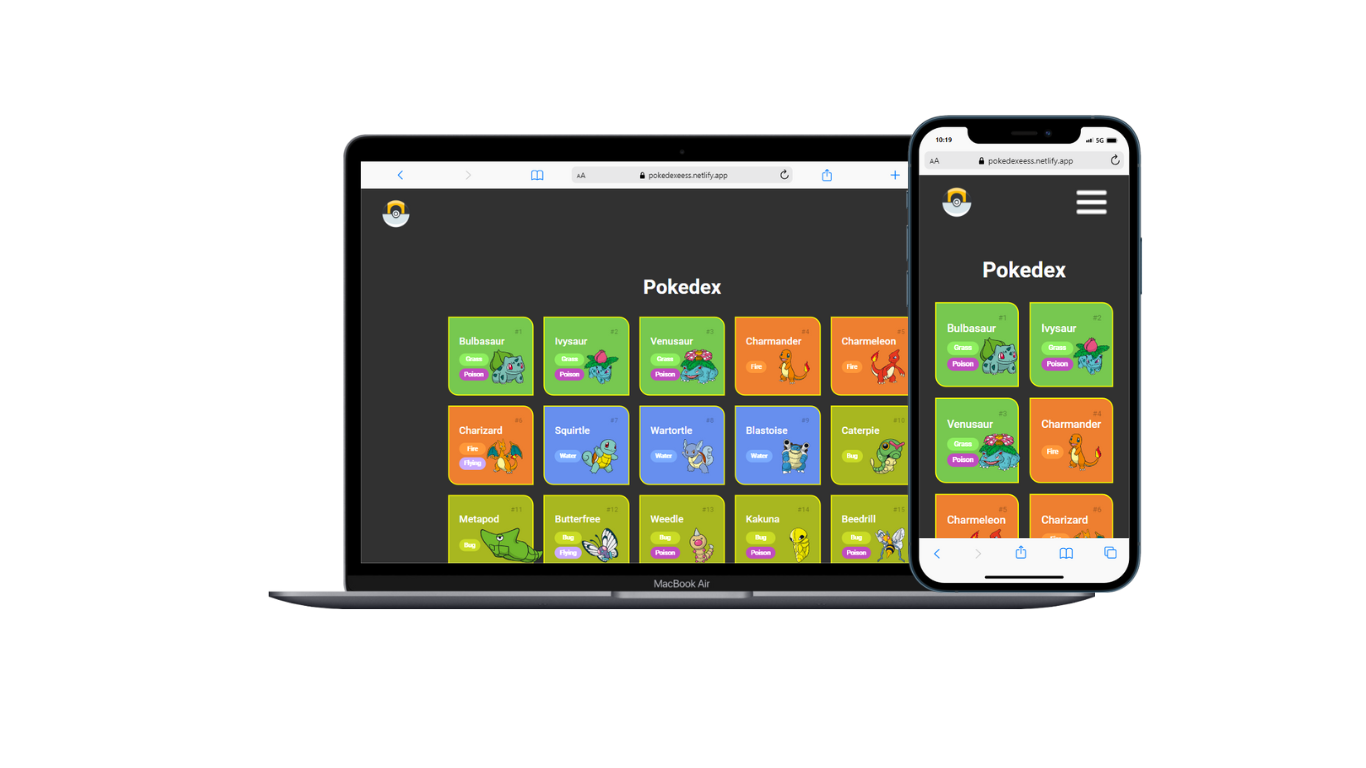 AA pokedexeess.netlify.app
Pokedex
#1 #2 #3 #4 #5
Bulbasaur Ivysaur Venusaur Charmander Charmeleon
Grass Grass Grass Fire Fire
Poison Poison Poison
#6 #7 #8 #9 #10
Charizard Squirtle Wartortle Blastoise Caterpie
Fire Water Water Water Bug
Flying
#11 #12 #13 #14 #15
Metapod Butterfree Weedle Kakuna Beedrill
Bug Bug Bug Bug Bug
Flying Poison Poison Poison
MacBook Air
10:19 5G
AA pokedexeess.netlify.app
Pokedex
#1 #2
Bulbasaur Ivysaur
Grass Grass
Poison Poison
#3 #4
Venusaur Charmander
Grass Fire
Poison
#5 #6
Charmeleon Charizard